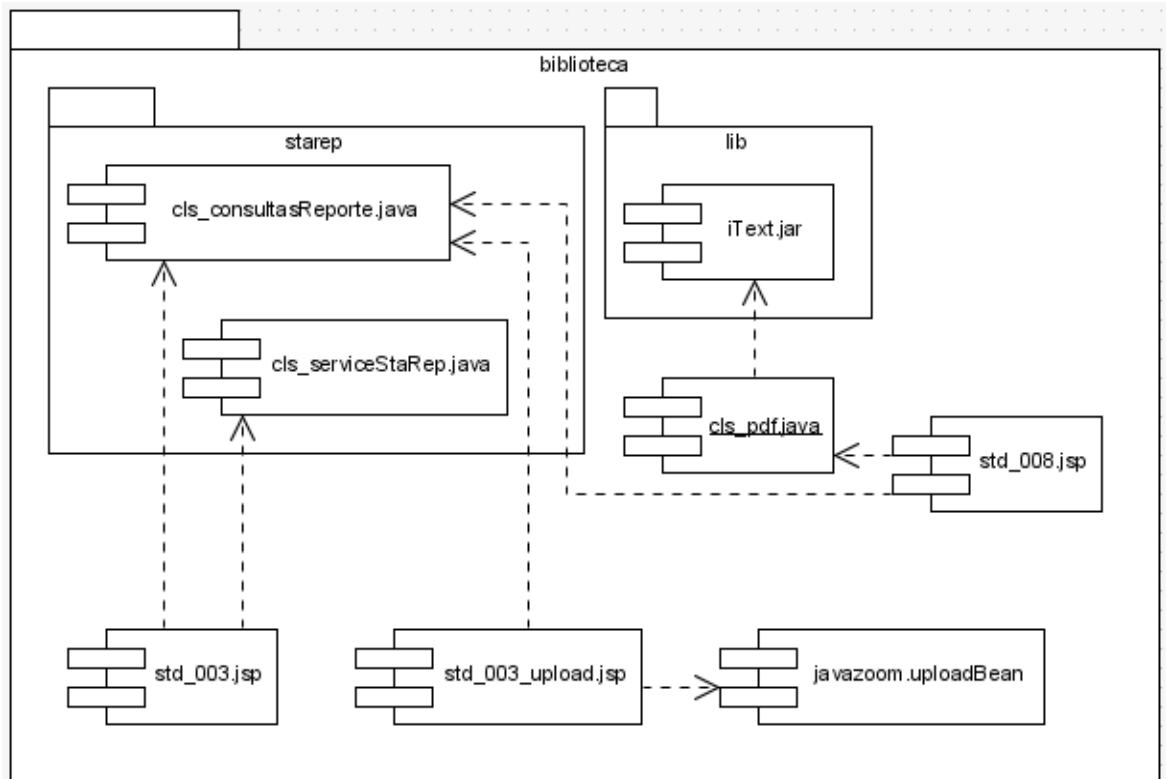 biblioteca
starep
lib
cls_consultasReporte.java
iText.jar
cls_serviceStaRep.java
cls_pdf.java
std_008.jsp
std_003.jsp
std_003_upload.jsp
javazoom.uploadBean